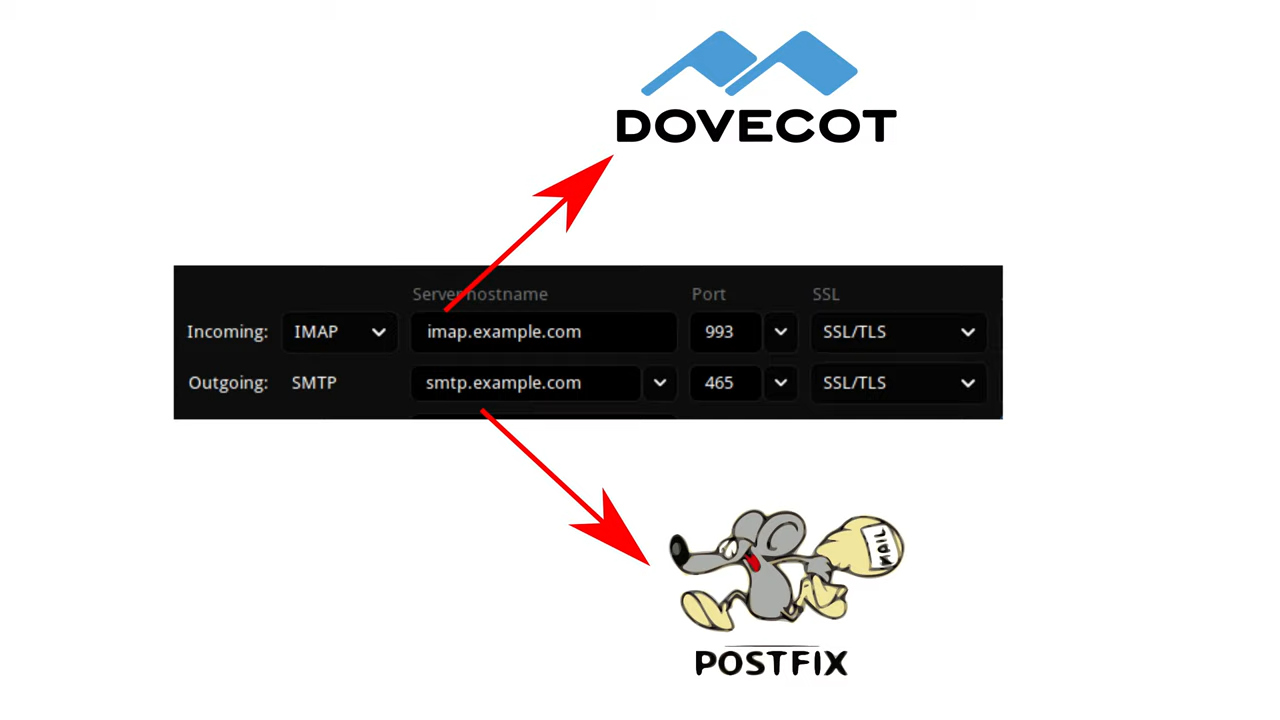 DOVECOT
Server hostname Port SSL
Incoming: IMAP imap.example.com 993 SSL/TLS
Outgoing: SMTP smtp.example.com 465 SSL/TLS
MAIL
POSTFIX